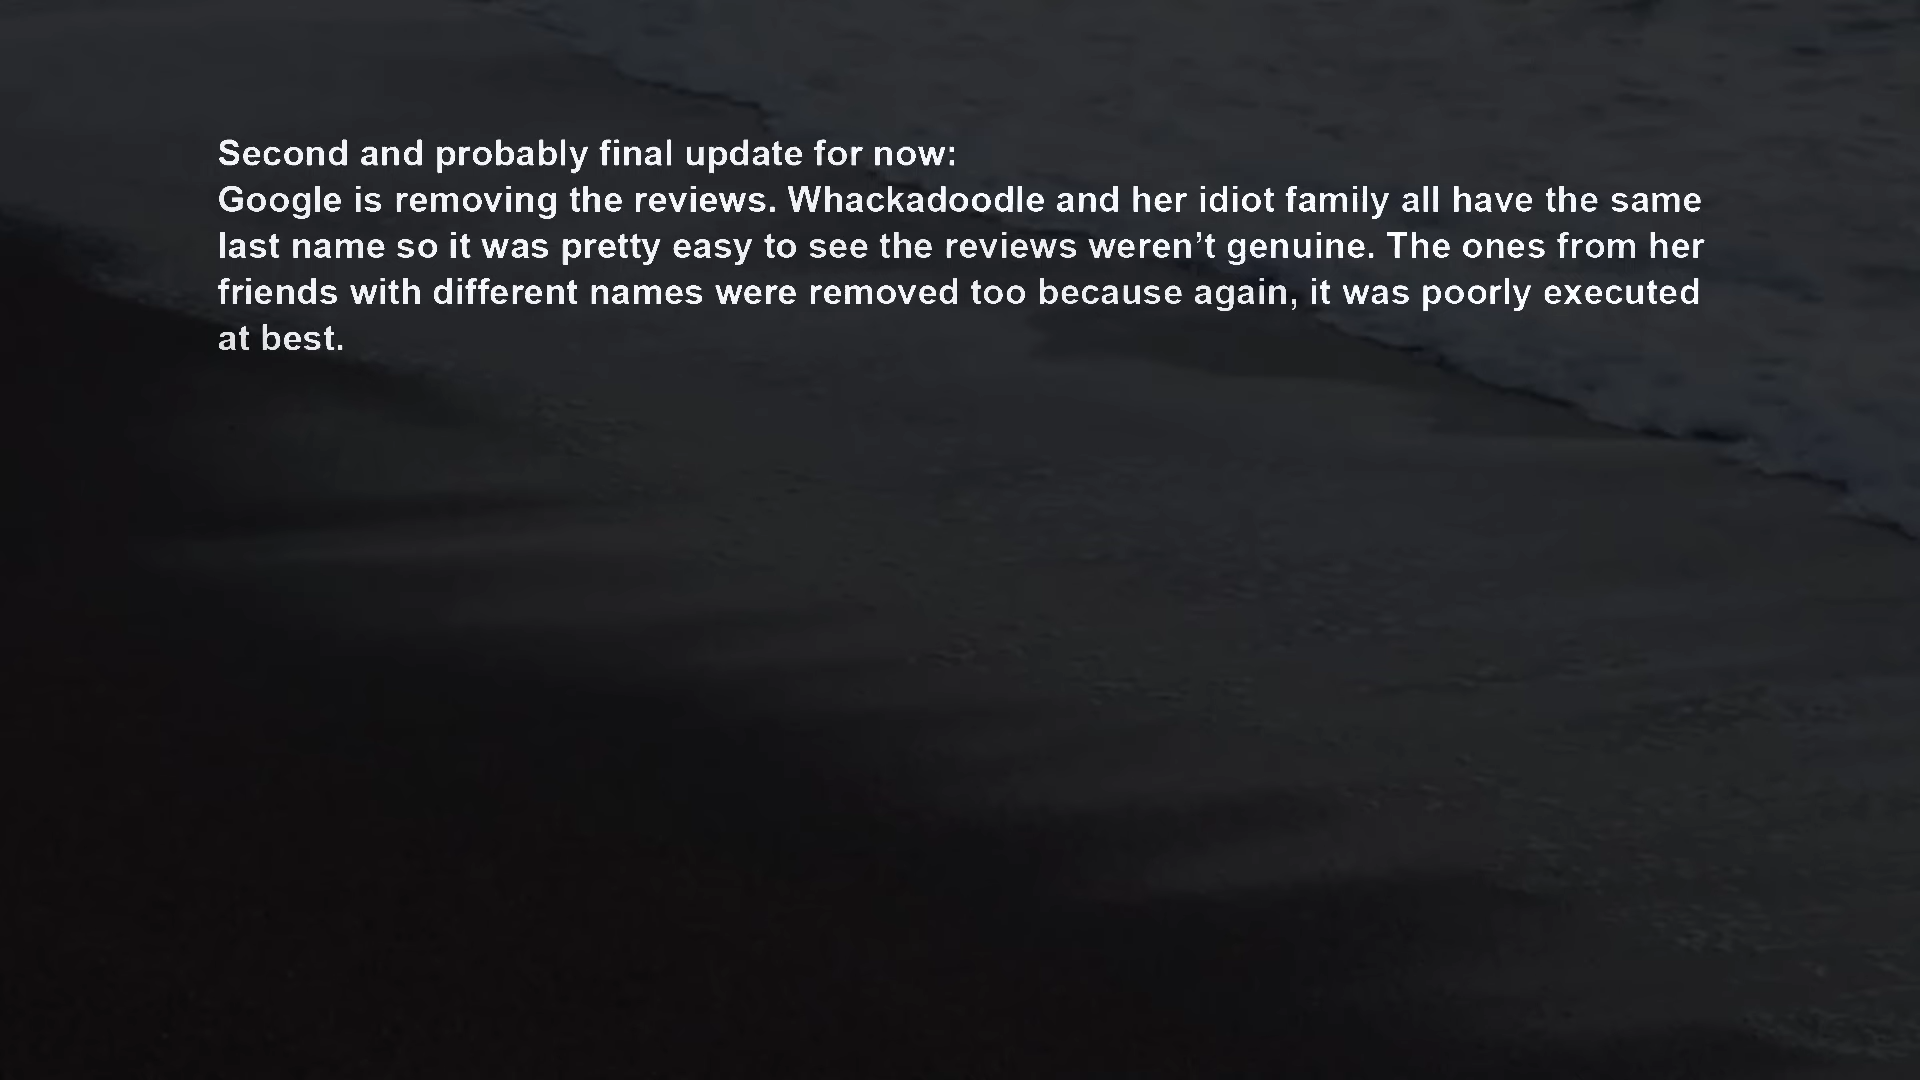 Second and probably final update for now:
Google is removing the reviews. Whackadoodle and her idiot family all have the same
last name so it was pretty easy to see the reviews weren’t genuine. The ones from her
friends with different names were removed too because again, it was poorly executed
at best.